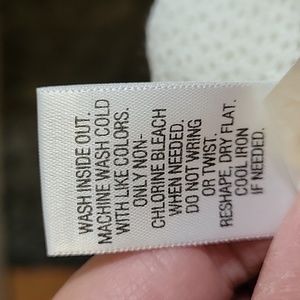 WASH INSIDE OUT.
MACHINE WASH COLD
WITH LIKE COLORS.
ONLY NON-
CHLORINE BLEACH
WHEN NEEDED.
DO NOT WRING
OR TWIST.
RESHAPE, DRY FLAT.
COOL IRON
IF NEEDED.